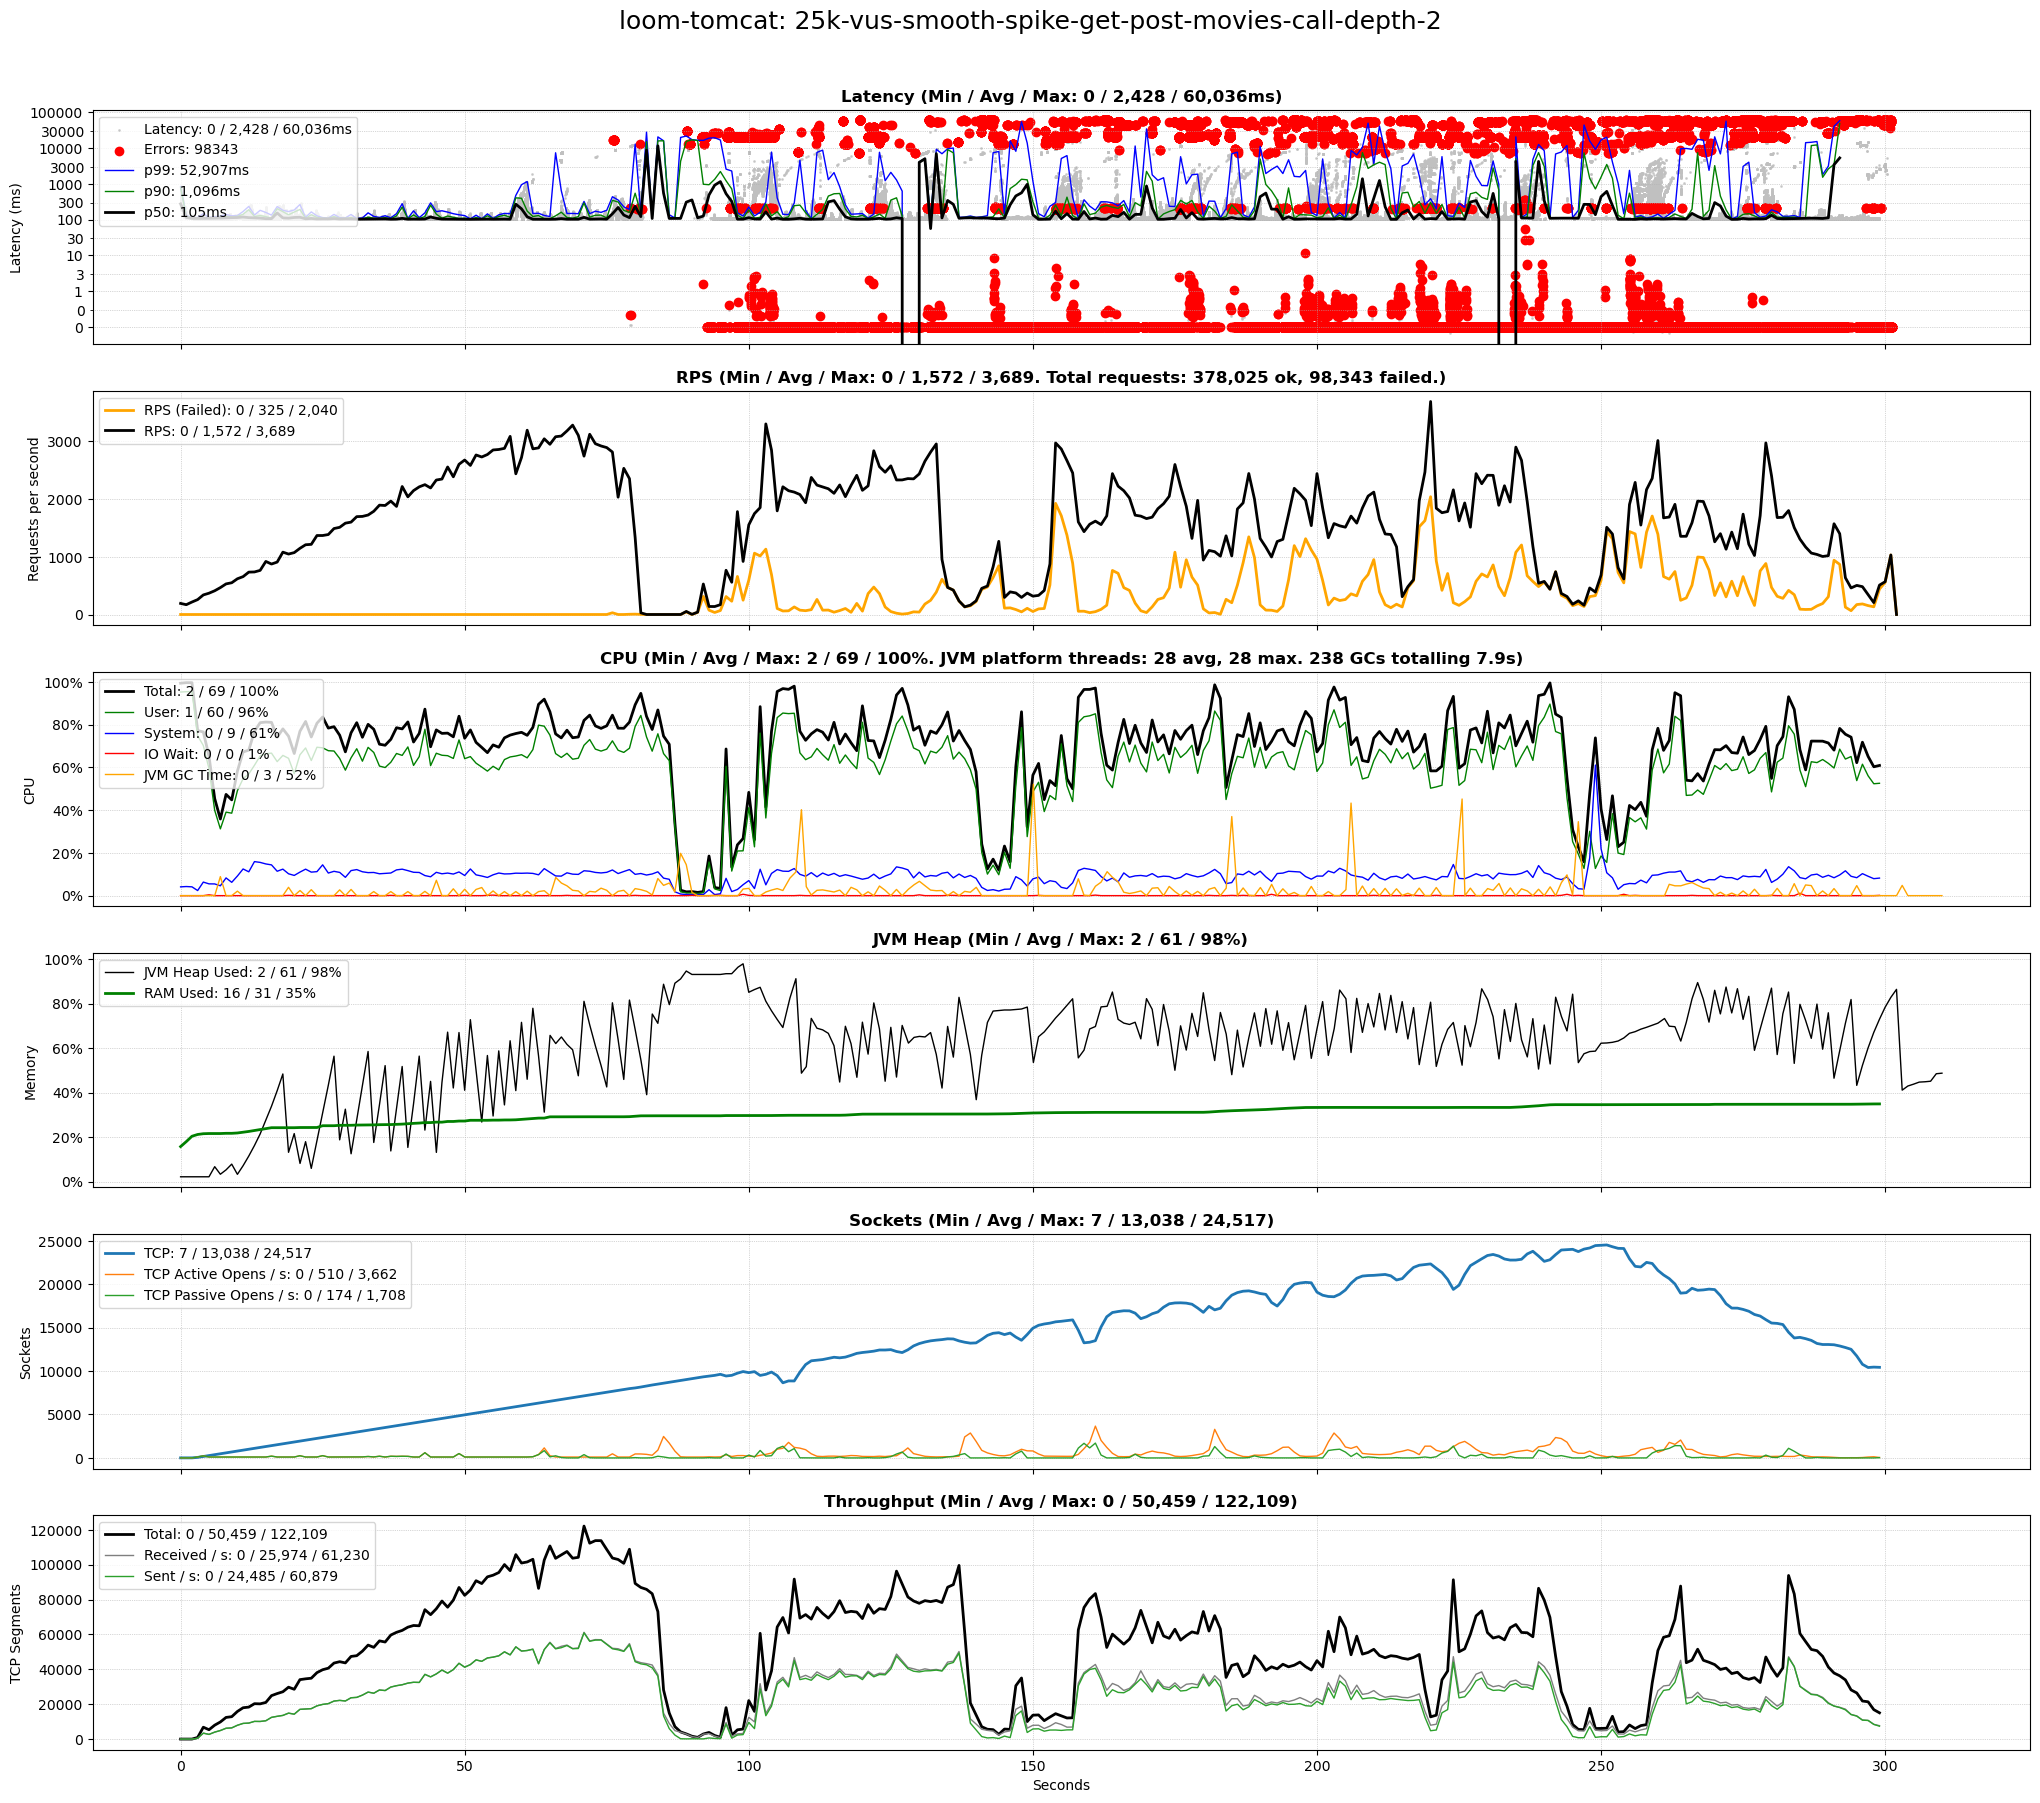 loom-tomcat: 25k-vus-smooth-spike-get-post-movies-call-depth-2
Latency (Min / Avg / Max: 0 / 2,428 / 60,036ms)
Latency (ms)
100000
30000
10000
3000
1000
300
100
30
10
3
1
0
0
Latency: 0 / 2,428 / 60,036ms
Errors: 98343
p99: 52,907ms
p90: 1,096ms
p50: 105ms
RPS (Min / Avg / Max: 0 / 1,572 / 3,689. Total requests: 378,025 ok, 98,343 failed.)
Requests per second
3000
2000
1000
0
RPS (Failed): 0 / 325 / 2,040
RPS: 0 / 1,572 / 3,689
CPU (Min / Avg / Max: 2 / 69 / 100%. JVM platform threads: 28 avg, 28 max. 238 GCs totalling 7.9s)
CPU
100%
80%
60%
40%
20%
0%
Total: 2 / 69 / 100%
User: 1 / 60 / 96%
System: 0 / 9 / 61%
IO Wait: 0 / 0 / 1%
JVM GC Time: 0 / 3 / 52%
JVM Heap (Min / Avg / Max: 2 / 61 / 98%)
Memory
100%
80%
60%
40%
20%
0%
JVM Heap Used: 2 / 61 / 98%
RAM Used: 16 / 31 / 35%
Sockets (Min / Avg / Max: 7 / 13,038 / 24,517)
Sockets
25000
20000
15000
10000
5000
0
TCP: 7 / 13,038 / 24,517
TCP Active Opens / s: 0 / 510 / 3,662
TCP Passive Opens / s: 0 / 174 / 1,708
Throughput (Min / Avg / Max: 0 / 50,459 / 122,109)
TCP Segments
120000
100000
80000
60000
40000
20000
0
Total: 0 / 50,459 / 122,109
Received / s: 0 / 25,974 / 61,230
Sent / s: 0 / 24,485 / 60,879
0 50 100 150 200 250 300
Seconds